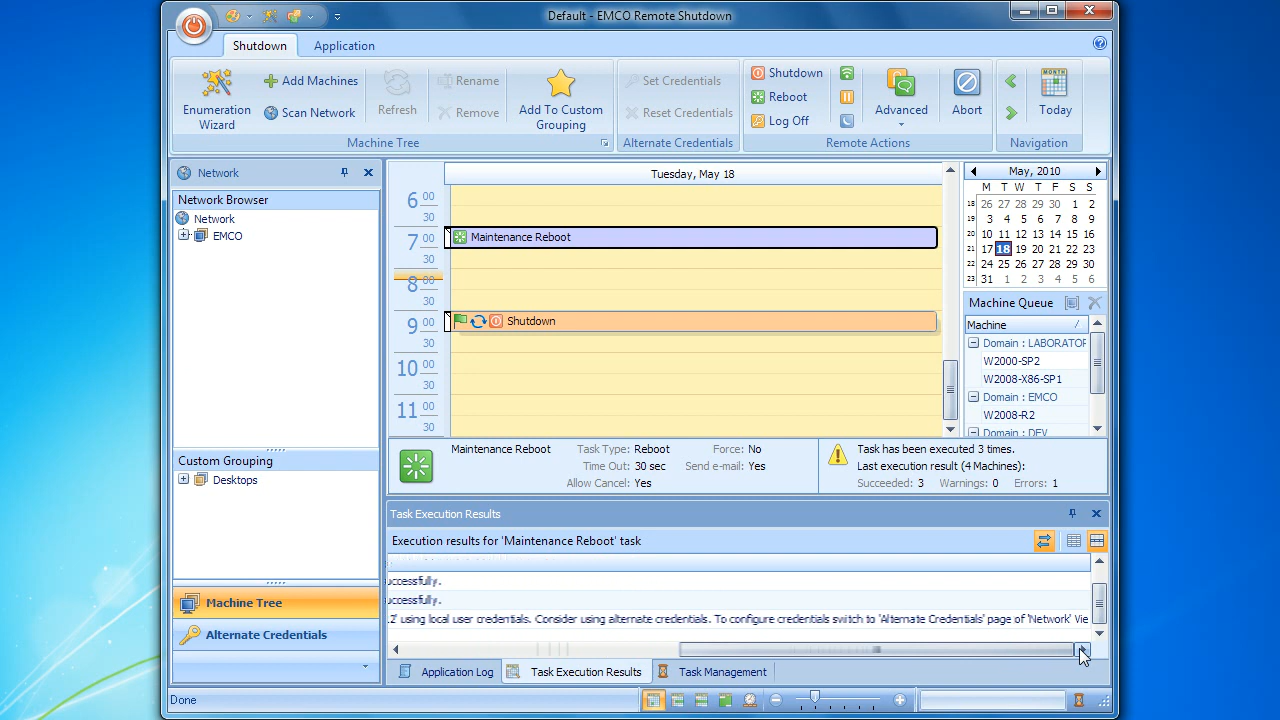 Default - EMCO Remote Shutdown
Shutdown Application
Enumeration Wizard
Add Machines
Scan Network
Refresh
Rename
Remove
Add To Custom Grouping
Machine Tree
Set Credentials
Reset Credentials
Alternate Credentials
Shutdown
Reboot
Log Off
Advanced
Abort
Remote Actions
MONTH
Today
Navigation
Network
Network Browser
Network
EMCO
Custom Grouping
Desktops
Machine Tree
Alternate Credentials
Tuesday, May 18
6 00
30
7 00 Maintenance Reboot
30
8 00
30
9 00 Shutdown
30
10 00
30
11 00
30
May, 2010
M T W T F S S
18 26 27 28 29 30 1 2
19 3 4 5 6 7 8 9
20 10 11 12 13 14 15 16
21 17 18 19 20 21 22 23
22 24 25 26 27 28 29 30
23 31 1 2 3 4 5 6
Machine Queue
Machine
Domain : LABORATOR
W2000-SP2
W2008-X86-SP1
Domain : EMCO
W2008-R2
Domain : DEV
Maintenance Reboot
Task Type: Reboot
Force: No
Time Out: 30 sec
Send e-mail: Yes
Allow Cancel: Yes
Task has been executed 3 times.
Last execution result (4 Machines):
Succeeded: 3 Warnings: 0 Errors: 1
Task Execution Results
Execution results for 'Maintenance Reboot' task
uccessfully.
uccessfully.
.2' using local user credentials. Consider using alternate credentials. To configure credentials switch to 'Alternate Credentials' page of 'Network' Vie
Application Log Task Execution Results Task Management
Done